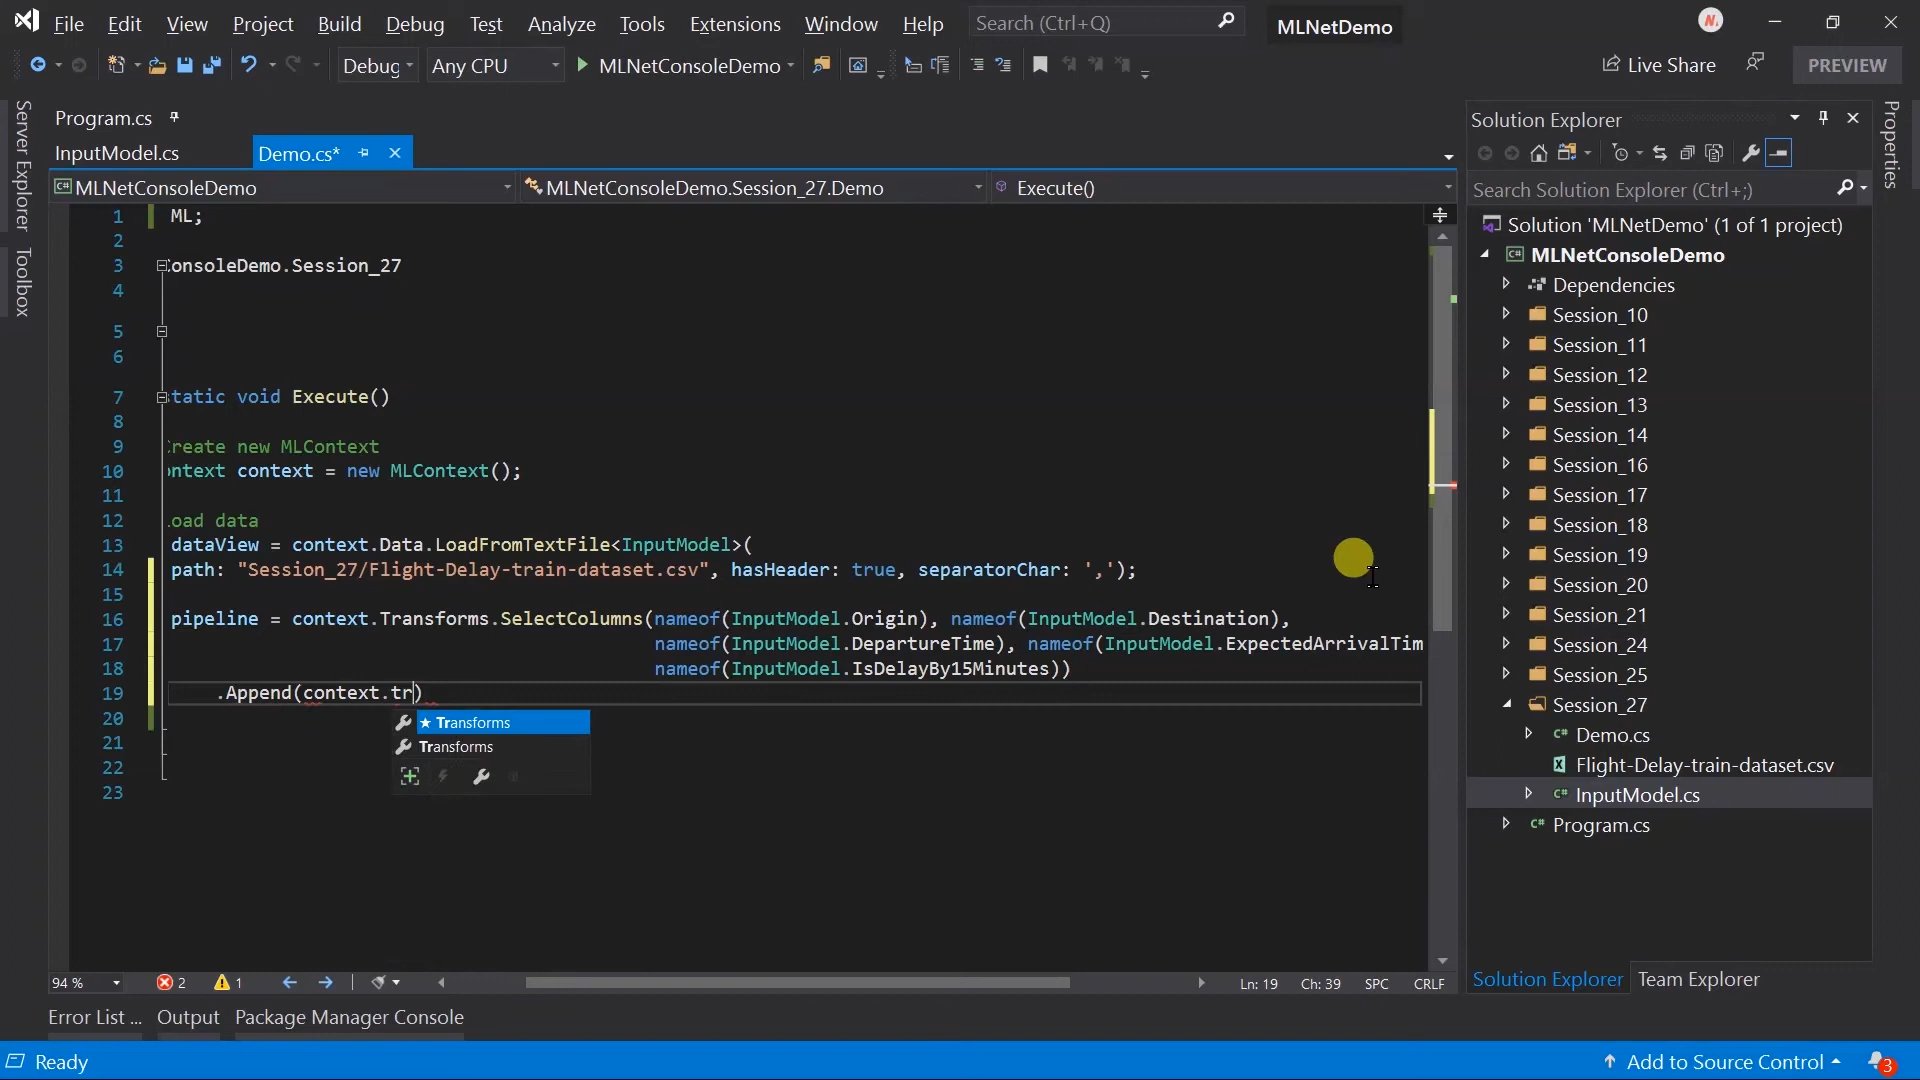 File Edit View Project Build Debug Test Analyze Tools Extensions Window Help Search (Ctrl+Q) MLNetDemo
Debug Any CPU MLNetConsoleDemo Live Share PREVIEW
Server Explorer
Toolbox
Program.cs
InputModel.cs Demo.cs*
MLNetConsoleDemo MLNetConsoleDemo.Session_27.Demo Execute()
1 ML;
2
3 ConsoleDemo.Session_27
4
5
6
7 static void Execute()
8
9 Create new MLContext
10 ontext context = new MLContext();
11
12 Load data
13 dataView = context.Data.LoadFromTextFile<InputModel>(
14 path: "Session_27/Flight-Delay-train-dataset.csv", hasHeader: true, separatorChar: ',');
15
16 pipeline = context.Transforms.SelectColumns(nameof(InputModel.Origin), nameof(InputModel.Destination),
17 nameof(InputModel.DepartureTime), nameof(InputModel.ExpectedArrivalTim
18 nameof(InputModel.IsDelayBy15Minutes))
19 .Append(context.tr)
20
21
22
23
★ Transforms
Transforms
94 % 2 1 Ln: 19 Ch: 39 SPC CRLF
Error List ... Output Package Manager Console
Ready Add to Source Control 3
Solution Explorer
Search Solution Explorer (Ctrl+;)
Solution 'MLNetDemo' (1 of 1 project)
MLNetConsoleDemo
Dependencies
Session_10
Session_11
Session_12
Session_13
Session_14
Session_16
Session_17
Session_18
Session_19
Session_20
Session_21
Session_24
Session_25
Session_27
Demo.cs
Flight-Delay-train-dataset.csv
InputModel.cs
Program.cs
Solution Explorer Team Explorer
Properties